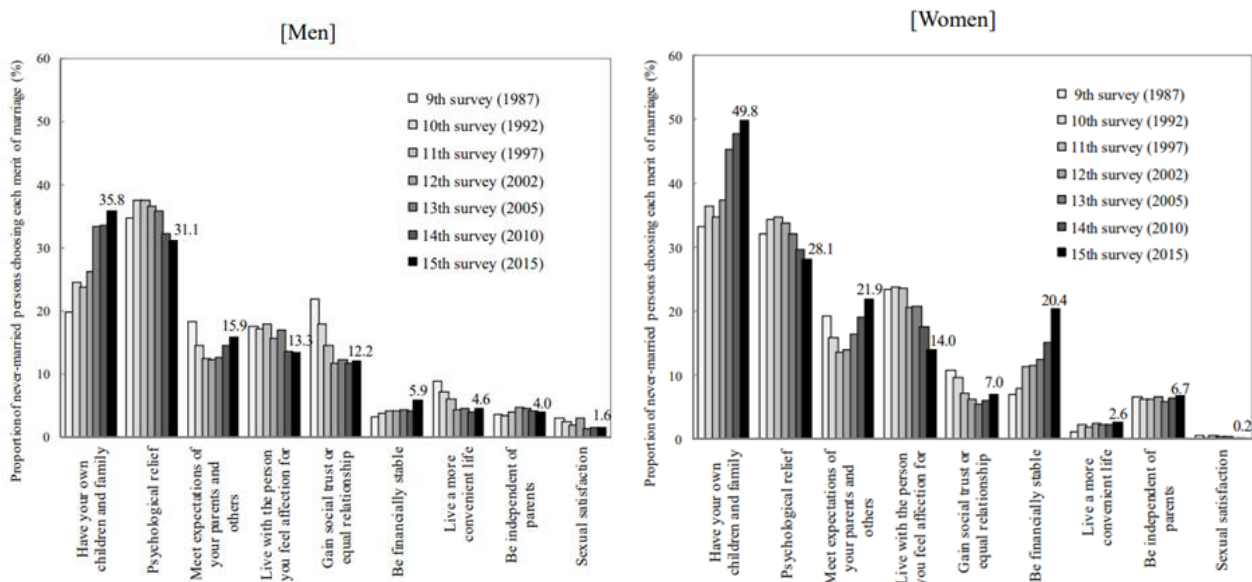 [Men]
Proportion of never-married persons choosing each merit of marriage (%)
60
50
40
30
20
10
0
9th survey (1987)
10th survey (1992)
11th survey (1997)
12th survey (2002)
13th survey (2005)
14th survey (2010)
15th survey (2015)
35.8
31.1
15.9
13.3
12.2
5.9
4.6
4.0
1.6
Have your own
children and family
Psychological relief
Meet expectations of
your parents and
others
Live with the person
you feel affection for
Gain social trust or
equal relationship
Be financially stable
Live a more
convenient life
Be independent of
parents
Sexual satisfaction
[Women]
Proportion of never-married persons choosing each merit of marriage (%)
60
50
40
30
20
10
0
9th survey (1987)
10th survey (1992)
11th survey (1997)
12th survey (2002)
13th survey (2005)
14th survey (2010)
15th survey (2015)
49.8
28.1
21.9
14.0
7.0
20.4
2.6
6.7
0.2
Have your own
children and family
Psychological relief
Meet expectations of
your parents and
others
Live with the person
you feel affection for
Gain social trust or
equal relationship
Be financially stable
Live a more
convenient life
Be independent of
parents
Sexual satisfaction